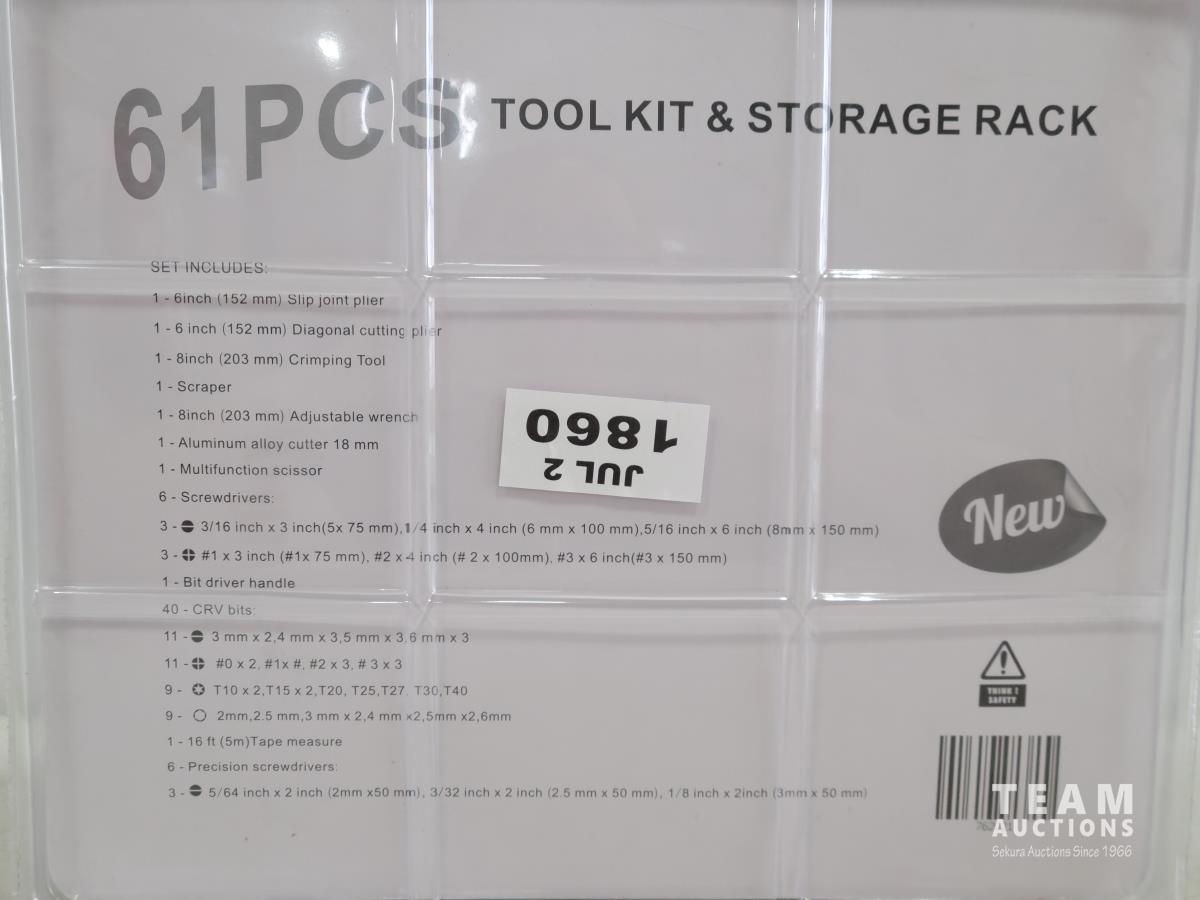 61PCS TOOL KIT & STORAGE RACK
SET INCLUDES:
1 - 6inch (152 mm) Slip joint plier
1 - 6 inch (152 mm) Diagonal cutting plier
1 - 8inch (203 mm) Crimping Tool
1 - Scraper
1 - 8inch (203 mm) Adjustable wrench
1 - Aluminum alloy cutter 18 mm
1 - Multifunction scissor
6 - Screwdrivers:
3 - 3/16 inch x 3 inch(5x 75 mm),1/4 inch x 4 inch (6 mm x 100 mm),5/16 inch x 6 inch (8mm x 150 mm)
3 - #1 x 3 inch (#1x 75 mm), #2 x 4 inch (# 2 x 100mm), #3 x 6 inch(#3 x 150 mm)
1 - Bit driver handle
40 - CRV bits:
11 - 3 mm x 2,4 mm x 3,5 mm x 3.6 mm x 3
11 - #0 x 2, #1x #, #2 x 3, # 3 x 3
9 - T10 x 2,T15 x 2,T20, T25,T27, T30,T40
9 - 2mm,2.5 mm,3 mm x 2,4 mm x2,5mm x2,6mm
1 - 16 ft (5m)Tape measure
6 - Precision screwdrivers:
3 - 5/64 inch x 2 inch (2mm x50 mm), 3/32 inch x 2 inch (2.5 mm x 50 mm), 1/8 inch x 2inch (3mm x 50 mm)
JUL 2
1860
New
THINK !
SAFETY
TEAM
AUCTIONS
Sekura Auctions Since 1966